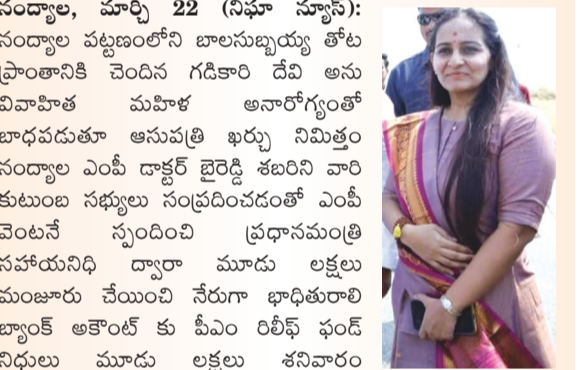 నంద్యాల, మార్చి 22 (నిఘా న్యూస్):
నంద్యాల పట్టణంలోని బాలసుబ్బయ్య తోట
ప్రాంతానికి చెందిన గడికారి దేవి అను
వివాహిత మహిళ అనారోగ్యంతో
బాధపడుతూ ఆసుపత్రి ఖర్చు నిమిత్తం
నంద్యాల ఎంపీ డాక్టర్ బైరెడ్డి శబరిని వారి
కుటుంబ సభ్యులు సంప్రదించడంతో ఎంపీ
వెంటనే స్పందించి ప్రధానమంత్రి
సహాయనిధి ద్వారా మూడు లక్షలు
మంజూరు చేయించి నేరుగా భాధితురాలి
బ్యాంక్ అకౌంట్ కు పీఎం రిలీఫ్ ఫండ్
నిధులు మూడు లక్షలు శనివారం